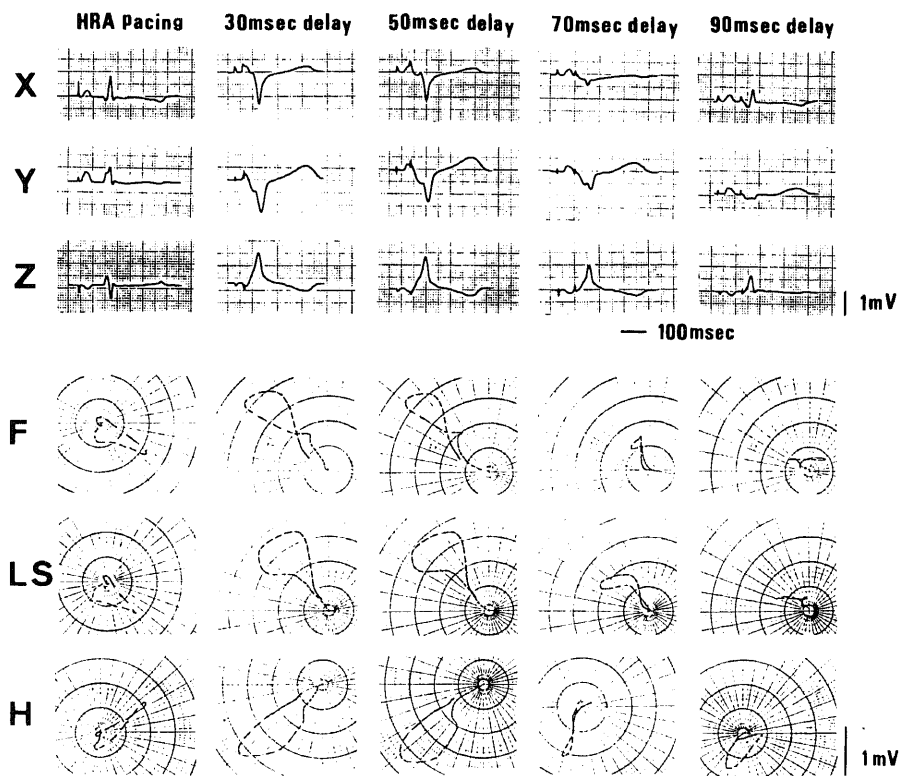 HRA pacing 30msec delay 50msec delay 70msec delay 90msec delay
X
Y
Z
1mV
100msec
F
LS
H
1mV